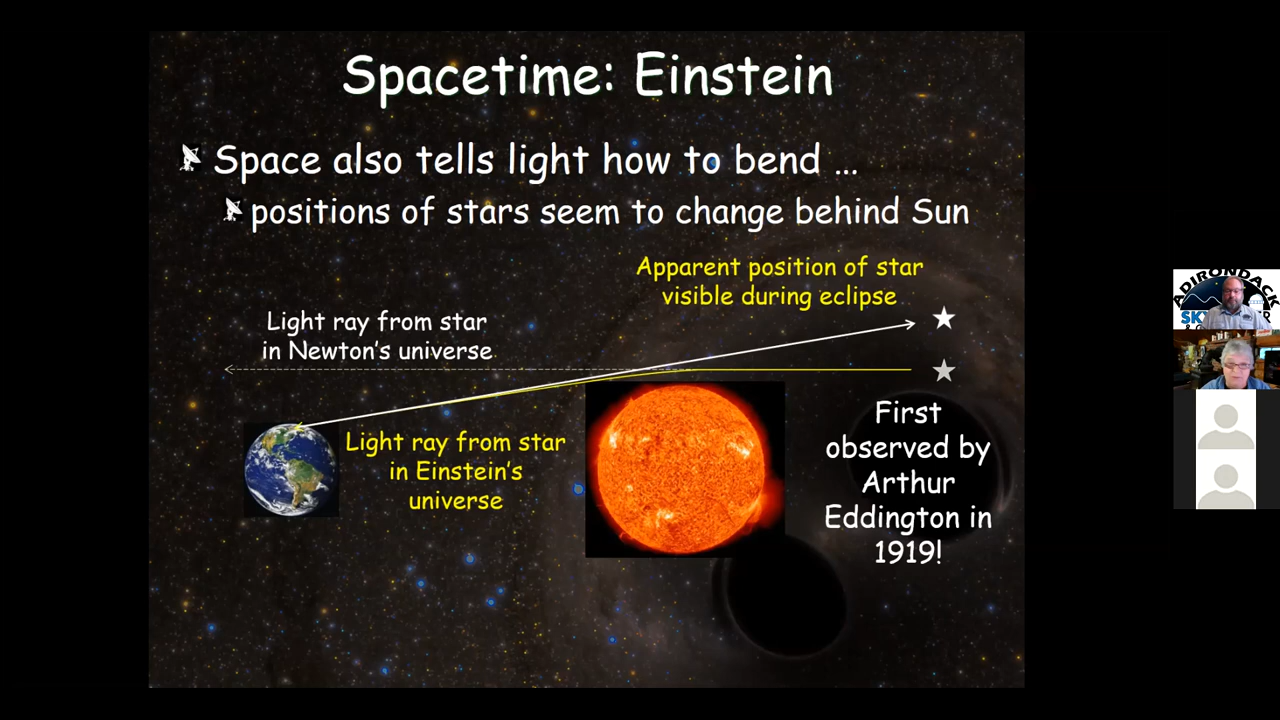 Spacetime: Einstein
Space also tells light how to bend ...
positions of stars seem to change behind Sun
Apparent position of star
visible during eclipse
Light ray from star
in Newton's universe
Light ray from star
in Einstein's
universe
First
observed by
Arthur
Eddington in
1919!
ADIRONDACK
SKY